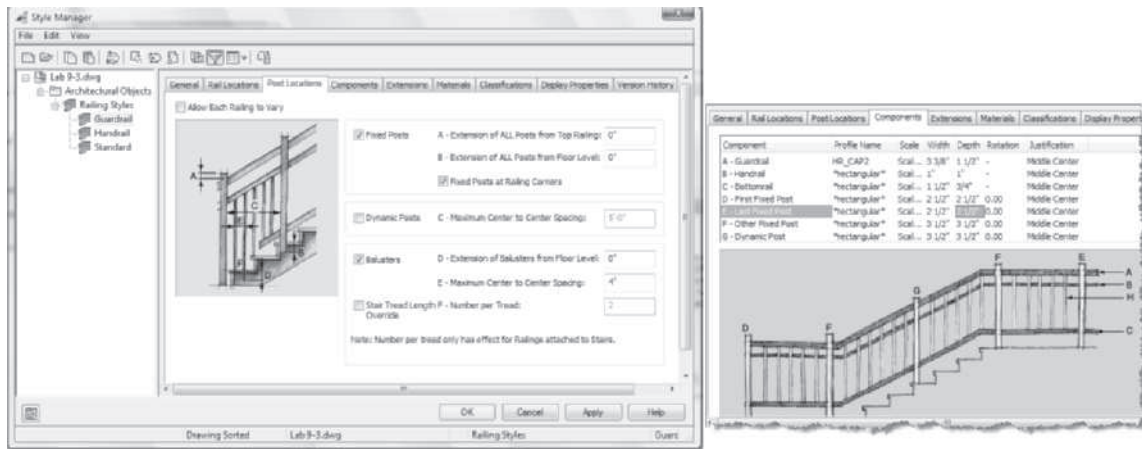 Style Manager
File Edit View
Lab 9-3.dwg
Architectural Objects
Railing Styles
Guardrail
Handrail
Standard
General Rail Locations Post Locations Components Extensions Materials Classifications Display Properties Version History
Allow Each Railing to Vary
Fixed Posts A - Extension of ALL Posts from Top Railing: 0"
B - Extension of ALL Posts from Floor Level: 0"
Fixed Posts at Railing Corners
Dynamic Posts C - Maximum Center to Center Spacing:
Balusters D - Extension of Balusters from Floor Level: 0"
E - Maximum Center to Center Spacing: 4"
Stair Tread Length F - Number per Tread: 2
Override
Note: Number per tread only has effect for Railings attached to Stairs.
A
C
B
D
OK Cancel Apply Help
Drawing Sorted Lab 9-3.dwg Railing Styles Guarc
General Rail Locations Post Locations Components Extensions Materials Classifications Display Propert
Component Profile Name Scale Width Depth Rotation Justification
A - Guardrail HR_CAP2 Scal... 3 3/8" 1 1/2" - Middle Center
B - Handrail *rectangular* Scal... 1" 1" - Middle Center
C - Bottomrail *rectangular* Scal... 1 1/2" 3/4" - Middle Center
D - First Fixed Post *rectangular* Scal... 2 1/2" 2 1/2" 0.00 Middle Center
E - Last Fixed Post *rectangular* Scal... 2 1/2" 0.00 Middle Center
F - Other Fixed Post *rectangular* Scal... 3 1/2" 3 1/2" 0.00 Middle Center
G - Dynamic Post *rectangular* Scal... 3 1/2" 3 1/2" 0.00 Middle Center
F E
A
B
G
H
D F
C